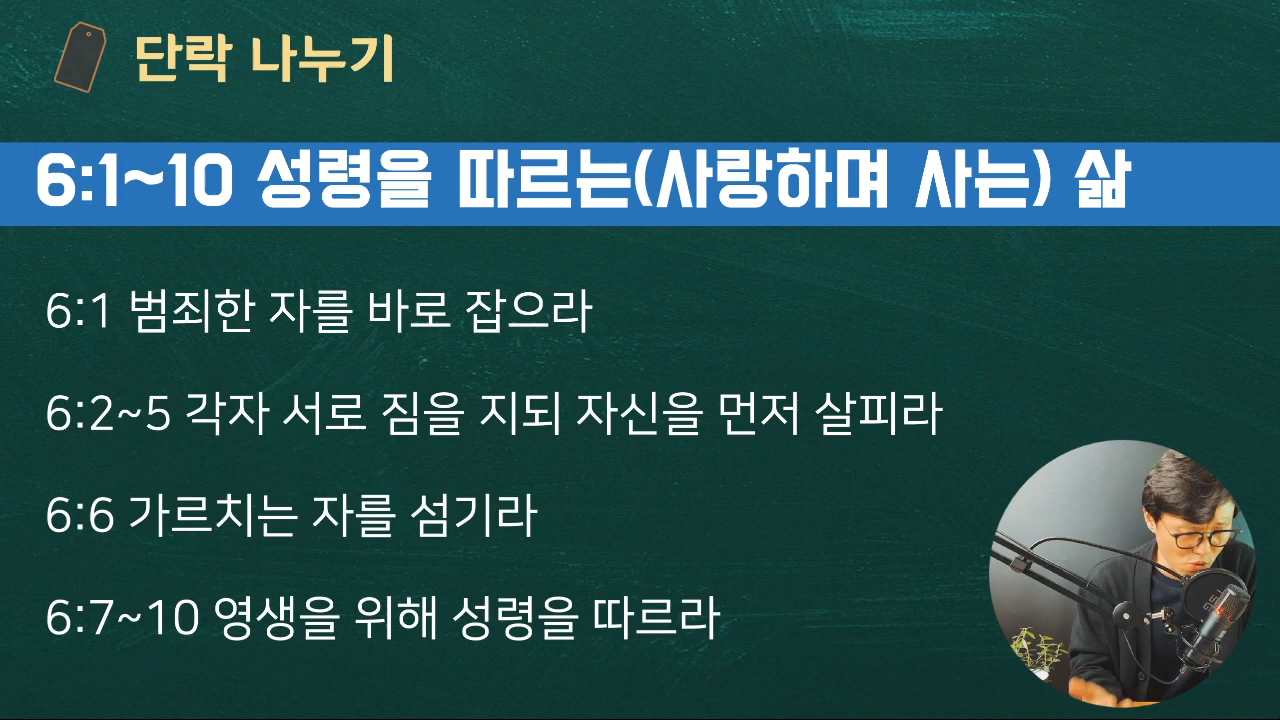 단락 나누기
6:1~10 성령을 따르는(사랑하며 사는) 삶
6:1 범죄한 자를 바로 잡으라
6:2~5 각자 서로 짐을 지되 자신을 먼저 살피라
6:6 가르치는 자를 섬기라
6:7~10 영생을 위해 성령을 따르라